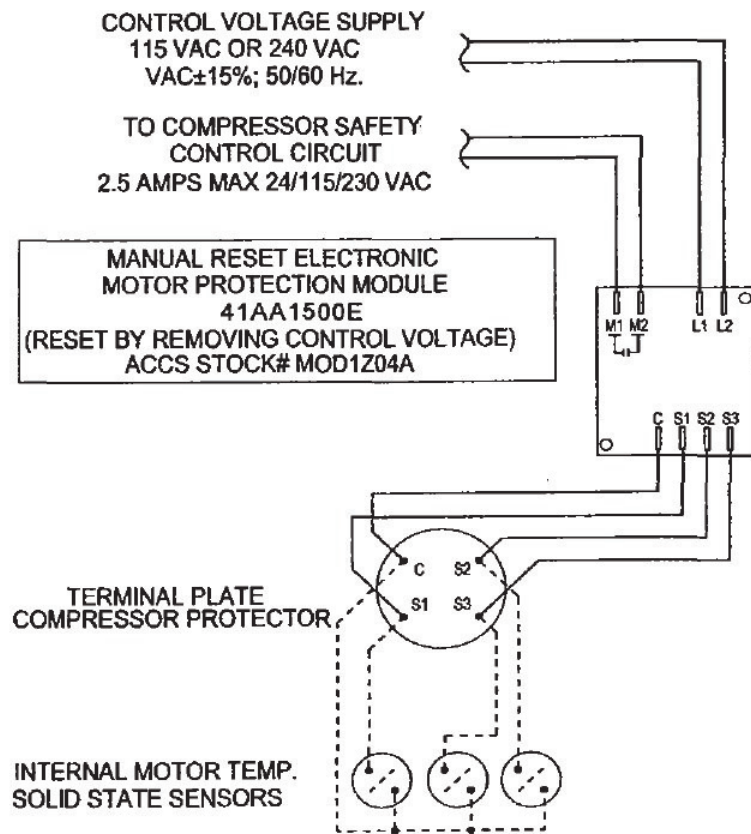 CONTROL VOLTAGE SUPPLY
115 VAC OR 240 VAC
VAC±15%; 50/60 Hz.
TO COMPRESSOR SAFETY
CONTROL CIRCUIT
2.5 AMPS MAX 24/115/230 VAC
MANUAL RESET ELECTRONIC
MOTOR PROTECTION MODULE
41AA1500E
(RESET BY REMOVING CONTROL VOLTAGE)
ACCS STOCK# MOD1Z04A
M1 M2 L1 L2
C S1 S2 S3
C S2
S1 S3
TERMINAL PLATE
COMPRESSOR PROTECTOR
INTERNAL MOTOR TEMP.
SOLID STATE SENSORS